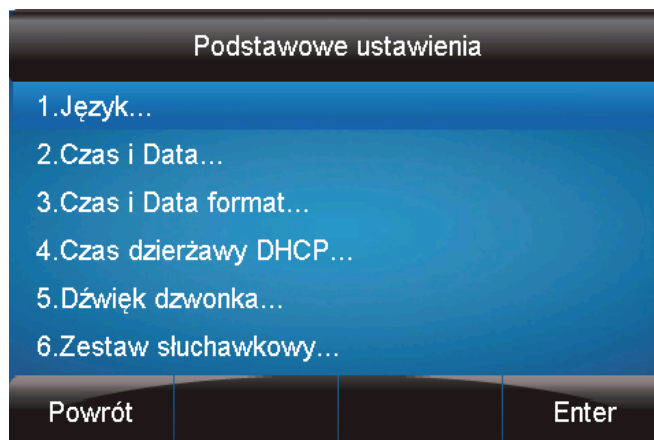 Podstawowe ustawienia
1.Język...
2.Czas i Data...
3.Czas i Data format...
4.Czas dzierżawy DHCP...
5.Dźwięk dzwonka...
6.Zestaw słuchawkowy...
Powrót Enter